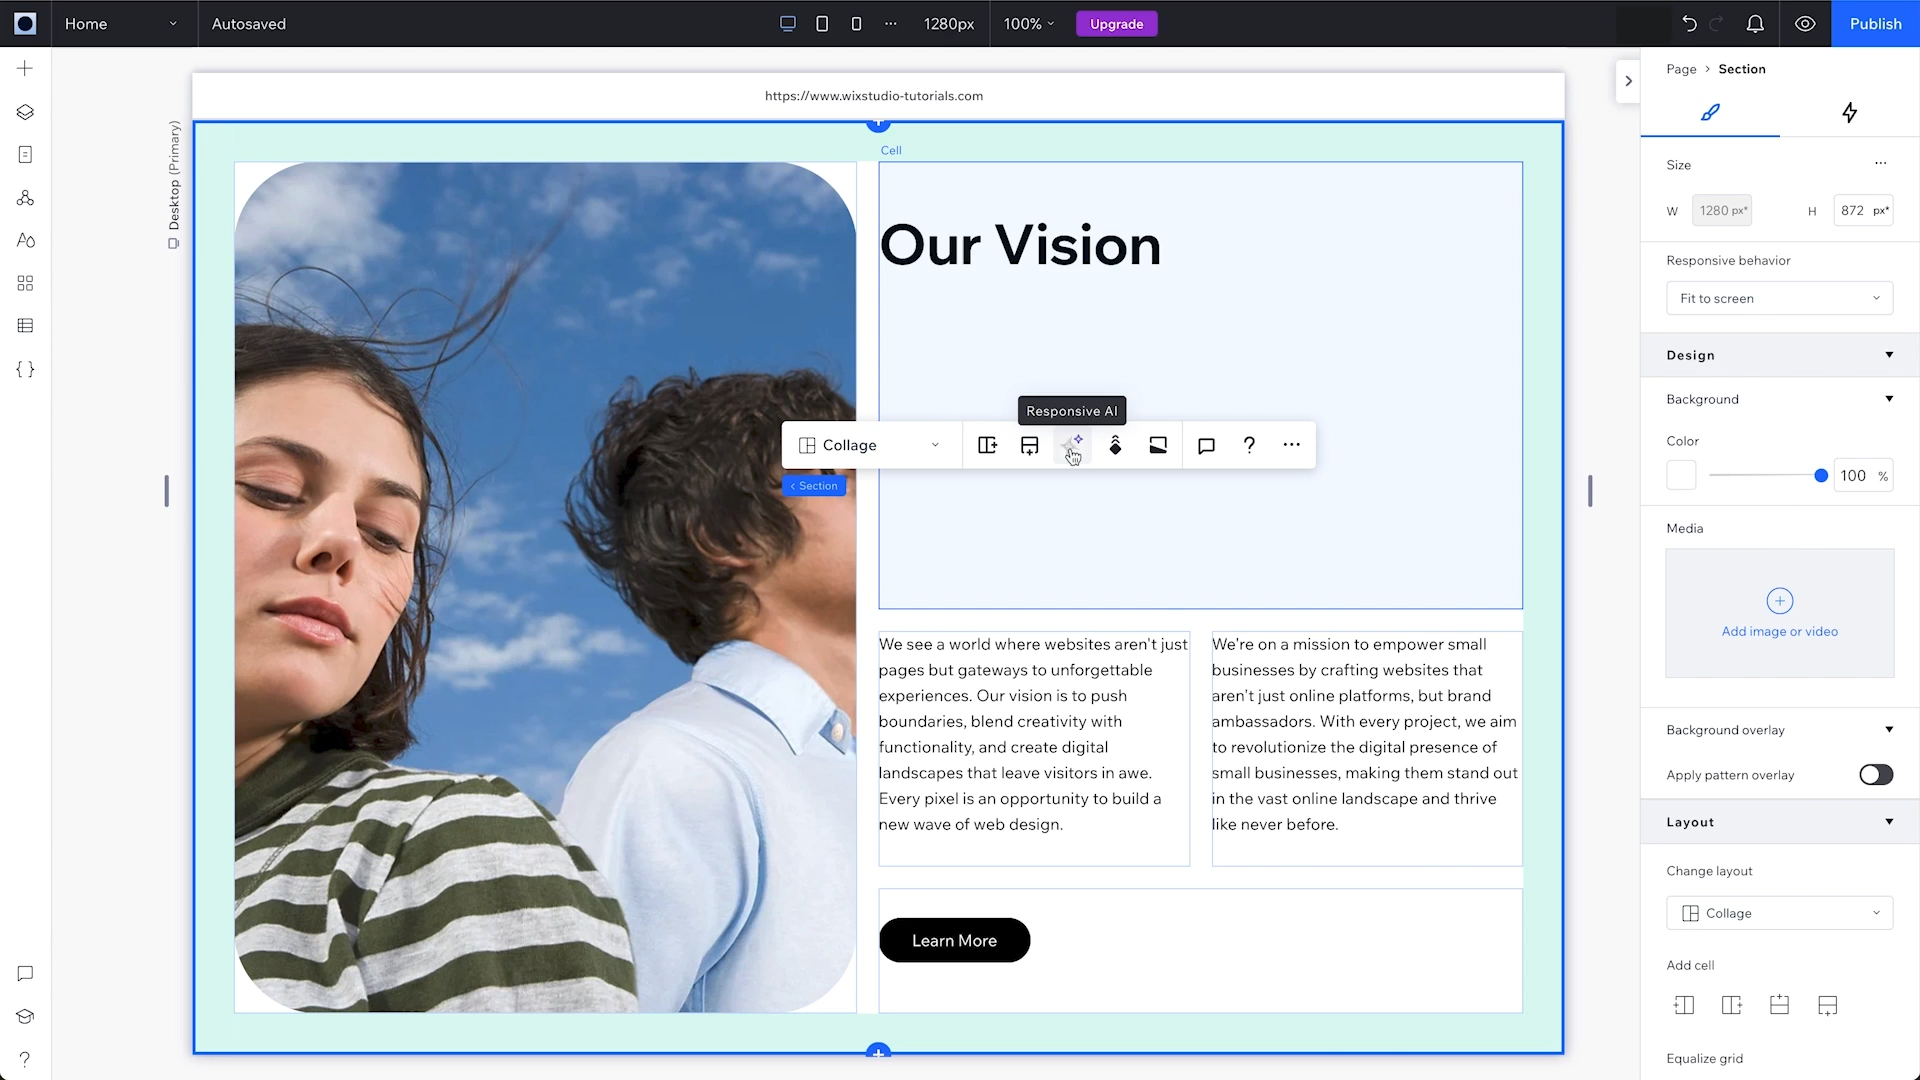 Home
Autosaved
1280px
100%
Upgrade
Publish
https://www.wixstudio-tutorials.com
Desktop (Primary)
Cell
Our Vision
Responsive AI
Collage
< Section
We see a world where websites aren't just
pages but gateways to unforgettable
experiences. Our vision is to push
boundaries, blend creativity with
functionality, and create digital
landscapes that leave visitors in awe.
Every pixel is an opportunity to build a
new wave of web design.
We're on a mission to empower small
businesses by crafting websites that
aren't just online platforms, but brand
ambassadors. With every project, we aim
to revolutionize the digital presence of
small businesses, making them stand out
in the vast online landscape and thrive
like never before.
Learn More
Page > Section
Size
W 1280 px* H 872 px*
Responsive behavior
Fit to screen
Design
Background
Color
100 %
Media
Add image or video
Background overlay
Apply pattern overlay
Layout
Change layout
Collage
Add cell
Equalize grid